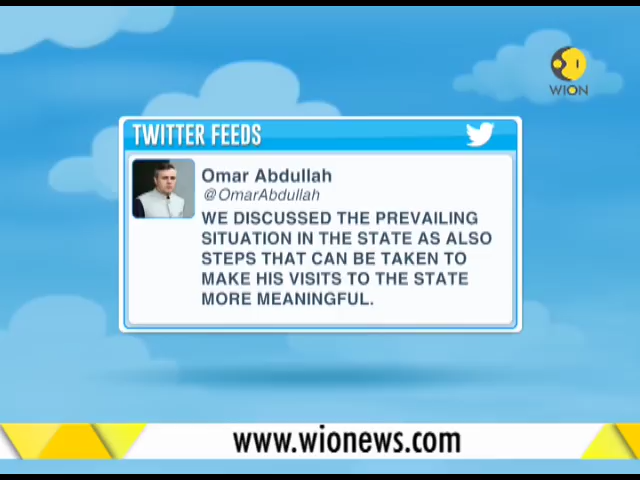 WION
TWITTER FEEDS
Omar Abdullah
@OmarAbdullah
WE DISCUSSED THE PREVAILING
SITUATION IN THE STATE AS ALSO
STEPS THAT CAN BE TAKEN TO
MAKE HIS VISITS TO THE STATE
MORE MEANINGFUL.
www.wionews.com